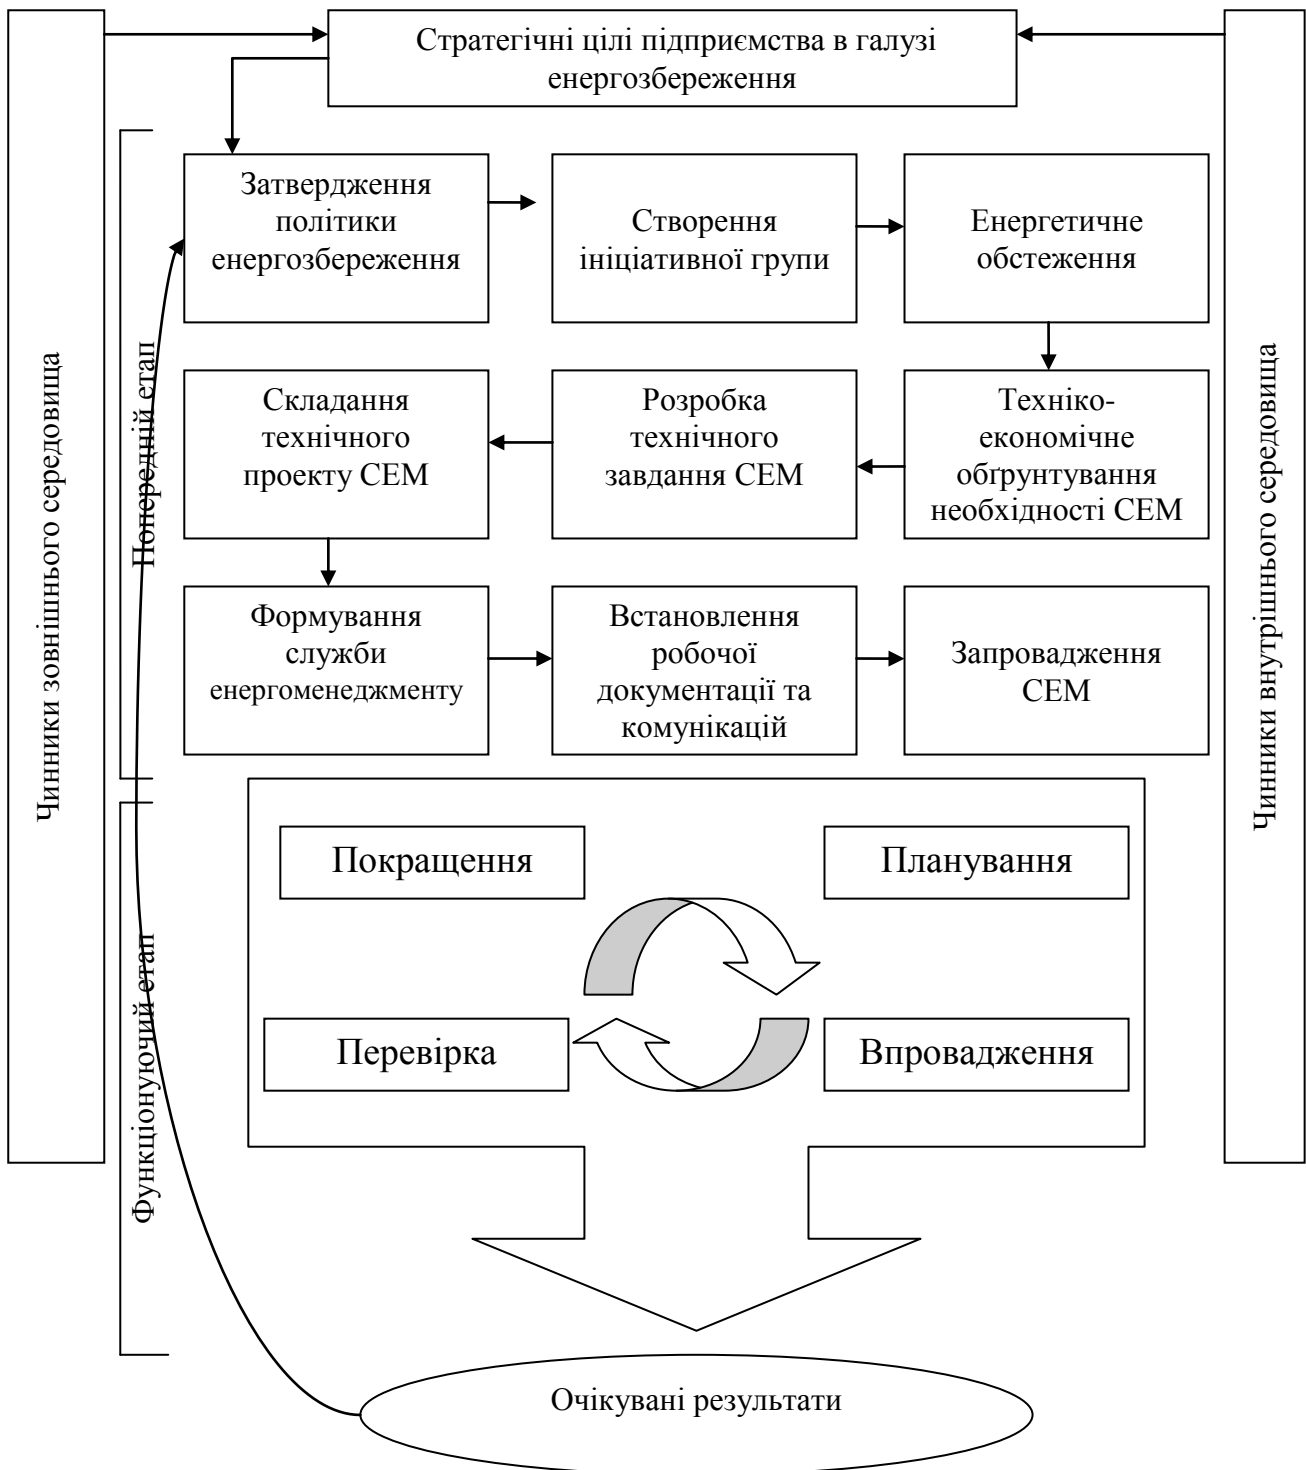 Стратегічні цілі підприємства в галузі
енергозбереження
Чинники зовнішнього середовища
Чинники внутрішнього середовища
Попередній етап
Затвердження
політики
енергозбереження
Створення
ініціативної групи
Енергетичне
обстеження
Складання
технічного
проекту СЕМ
Розробка
технічного
завдання СЕМ
Техніко-
економічне
обґрунтування
необхідності СЕМ
Формування
служби
енергоменеджменту
Встановлення
робочої
документації та
комунікацій
Запровадження
СЕМ
Функціонуючий етап
Покращення
Планування
Перевірка
Впровадження
Очікувані результати